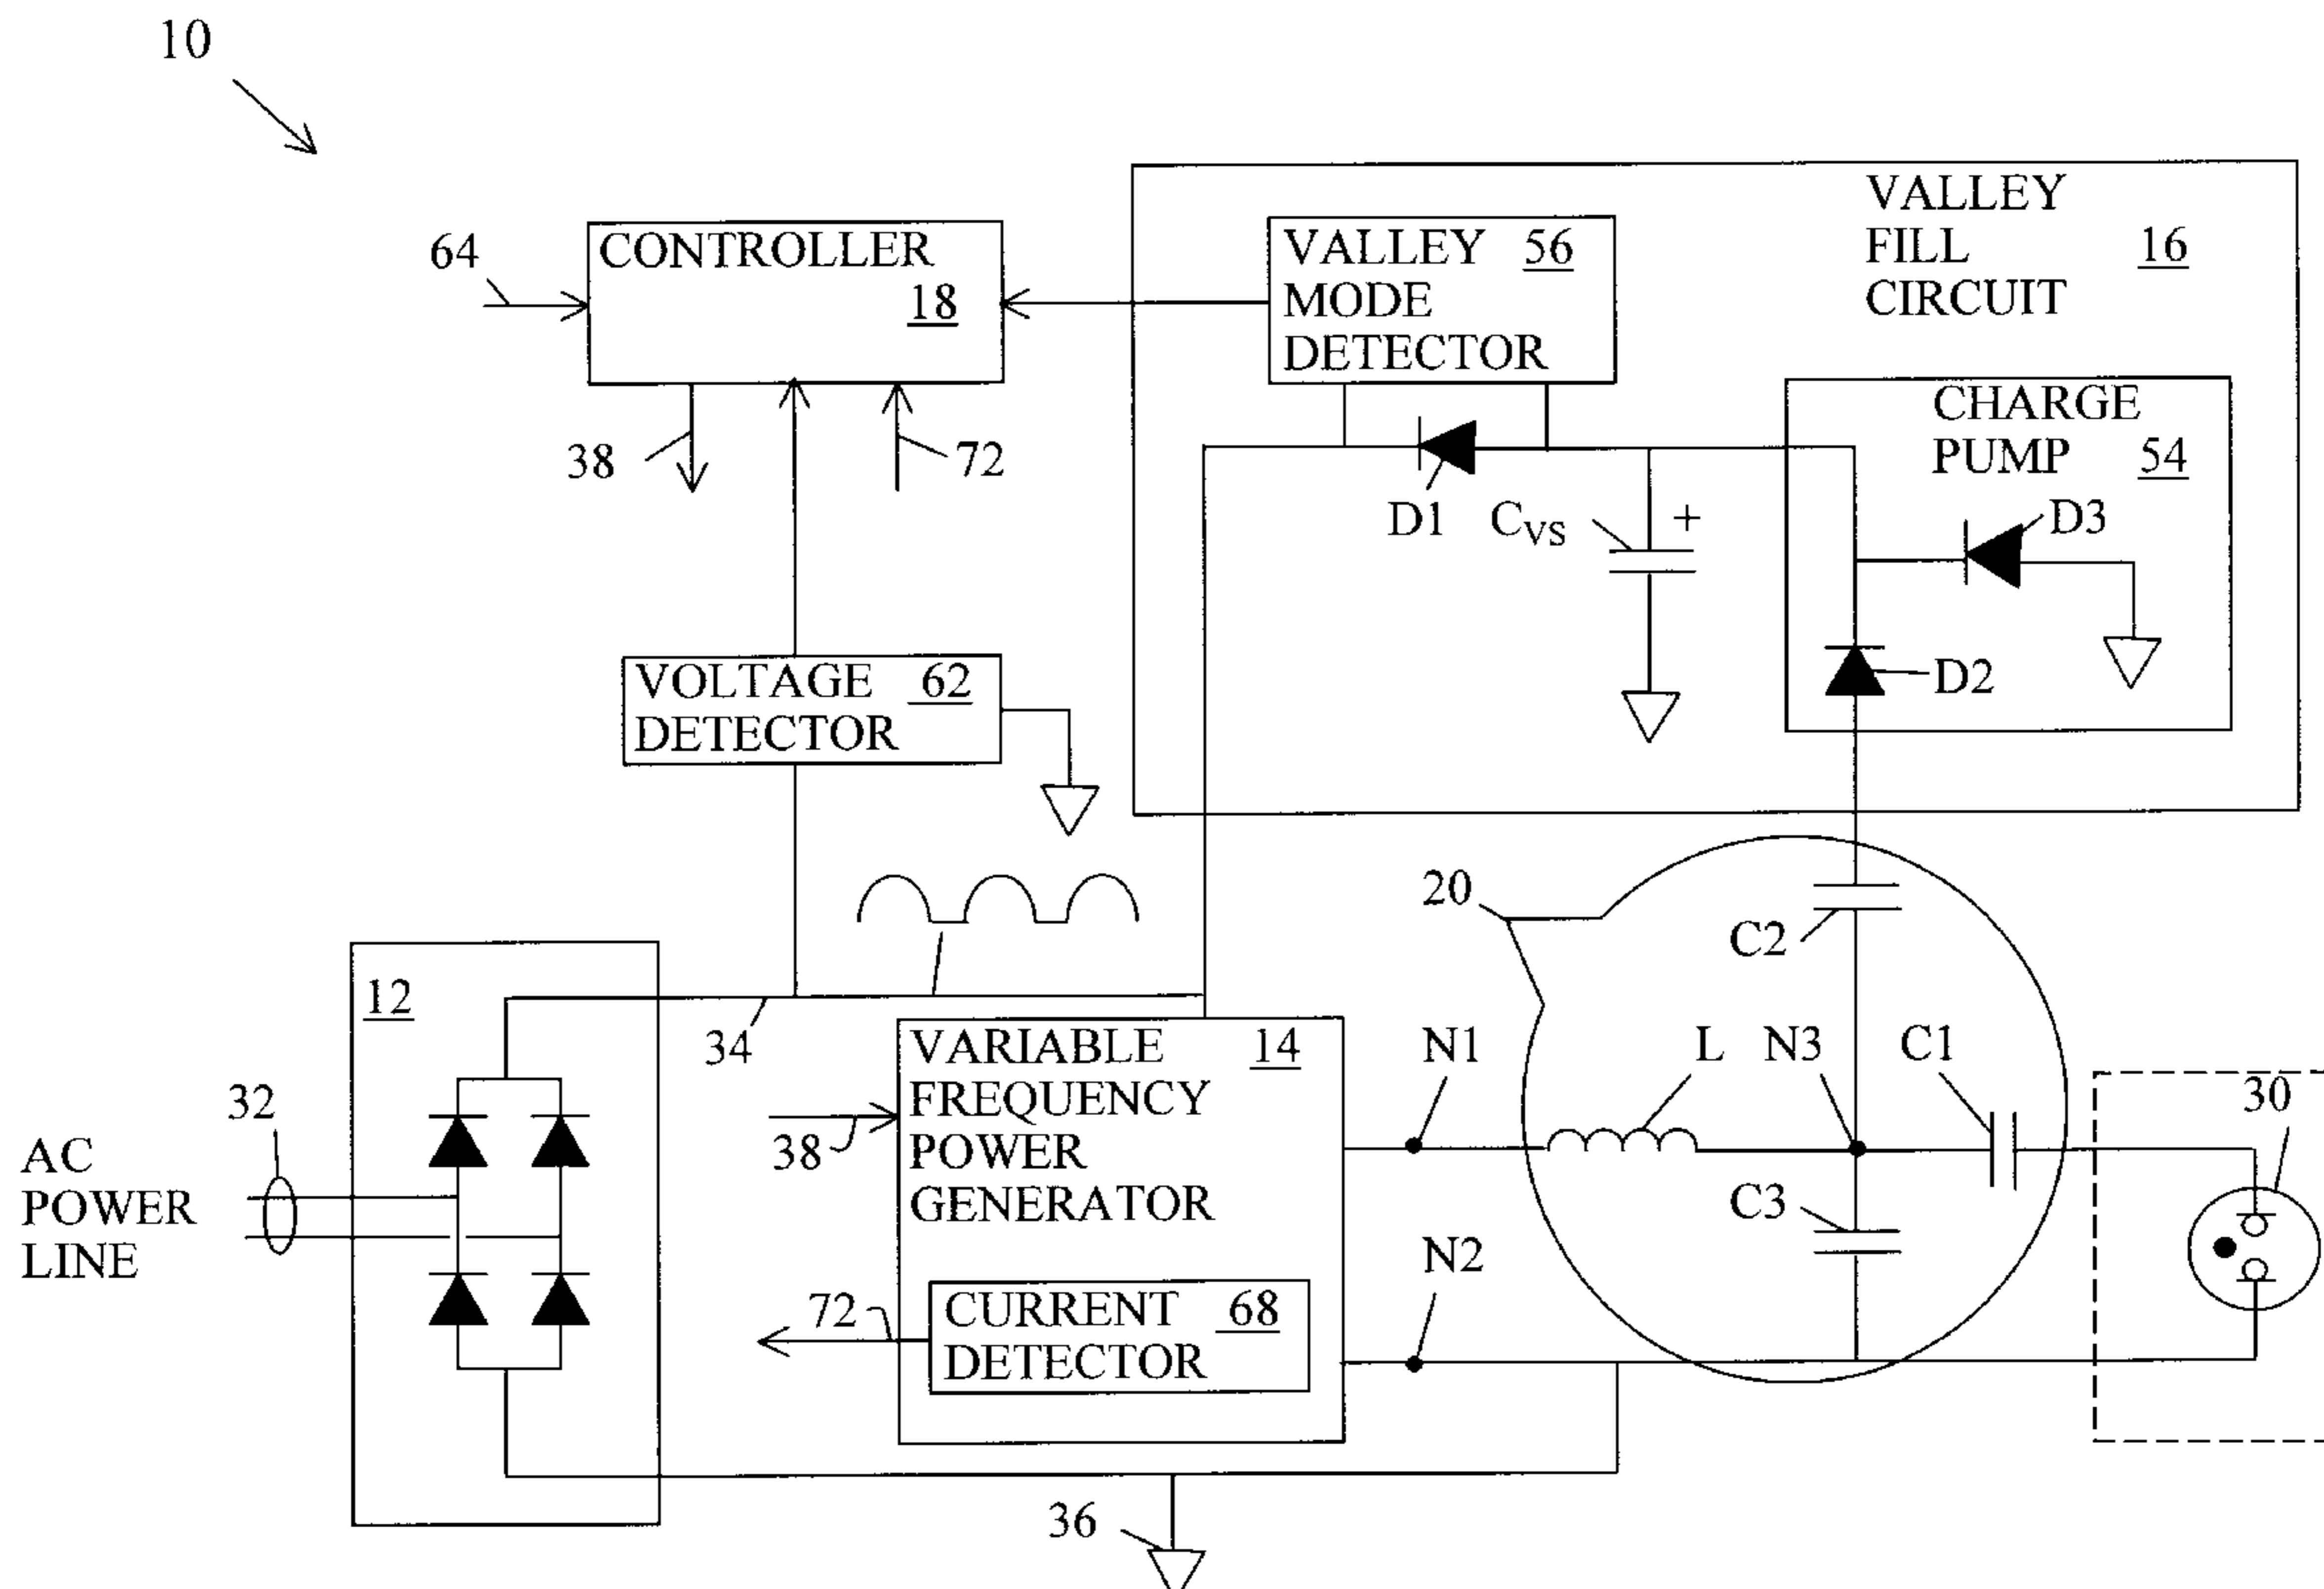 10
VALLEY
FILL
CIRCUIT
16
CONTROLLER
18
64
VALLEY
MODE
DETECTOR
56
CHARGE
PUMP
54
38
72
D1
CVS
+
D3
D2
VOLTAGE
DETECTOR
62
20
C2
12
34
VARIABLE
FREQUENCY
POWER
GENERATOR
14
N1
L
N3
C1
30
32
AC
POWER
LINE
38
C3
N2
72
CURRENT
DETECTOR
68
36